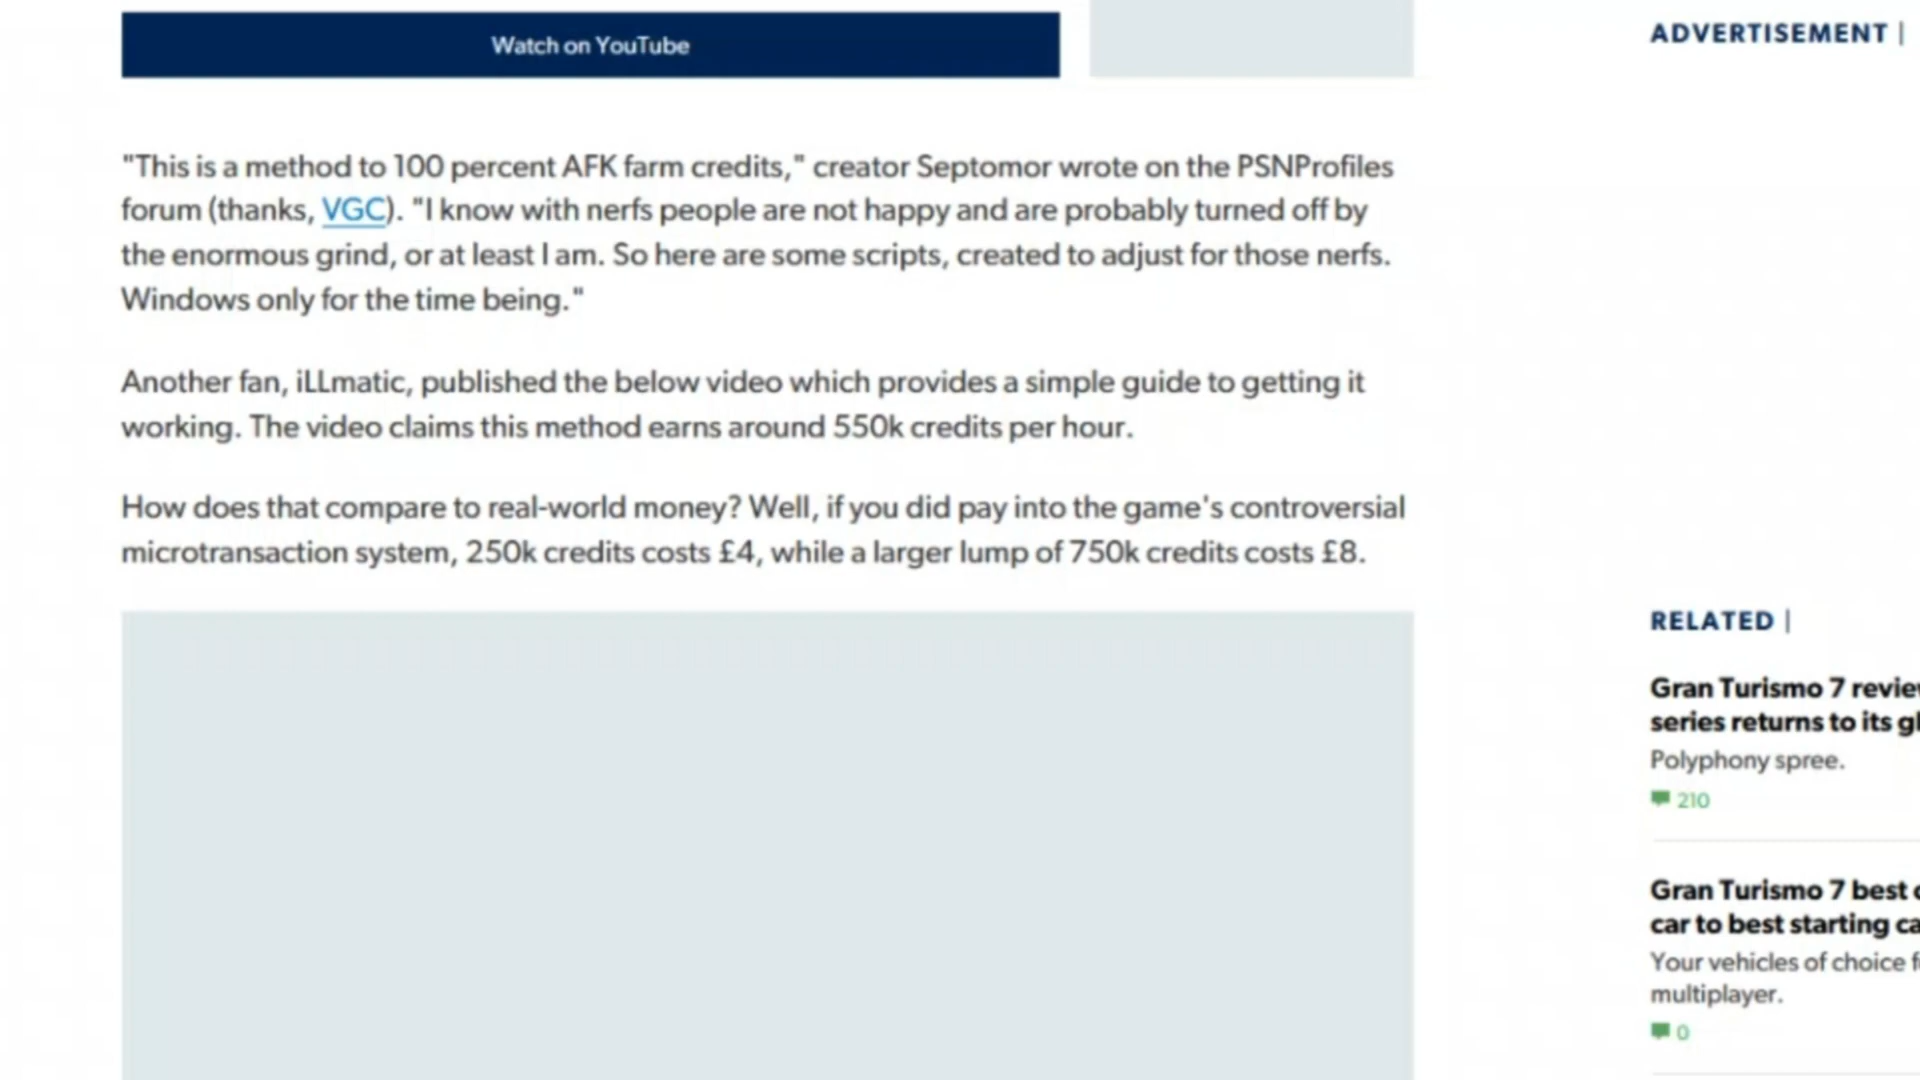 Watch on YouTube
ADVERTISEMENT |
"This is a method to 100 percent AFK farm credits," creator Septomor wrote on the PSNProfiles
forum (thanks, VGC). "I know with nerfs people are not happy and are probably turned off by
the enormous grind, or at least I am. So here are some scripts, created to adjust for those nerfs.
Windows only for the time being."
Another fan, iLLmatic, published the below video which provides a simple guide to getting it
working. The video claims this method earns around 550k credits per hour.
How does that compare to real-world money? Well, if you did pay into the game's controversial
microtransaction system, 250k credits costs £4, while a larger lump of 750k credits costs £8.
RELATED |
Gran Turismo 7
series returns to its
Polyphony spree.
210
Gran Turismo 7 best
car to best starting
Your vehicles of choice
multiplayer.
0